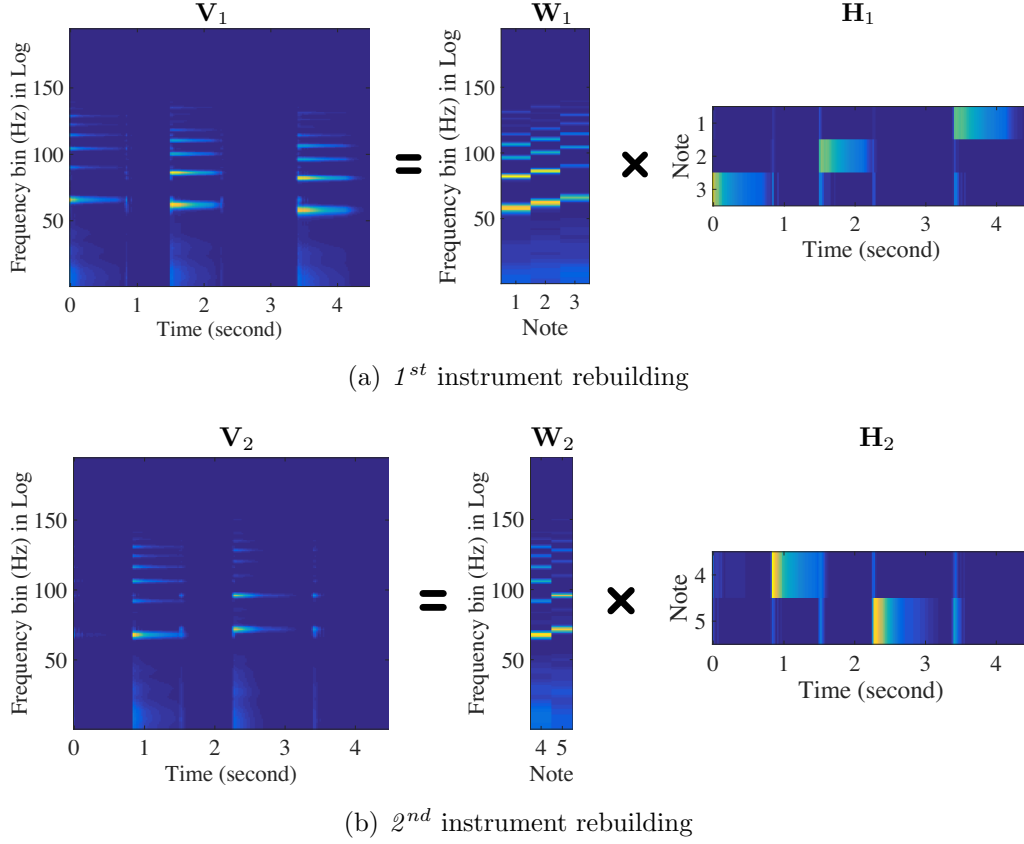 V₁
W₁
H₁
Frequency bin (Hz) in Log
150
100
50
0 1 2 3 4
Time (second)
=
Frequency bin (Hz) in Log
150
100
50
1 2 3
Note
×
Note
1
2
3
0 1 2 3 4
Time (second)
(a) 1ˢᵗ instrument rebuilding
V₂
W₂
H₂
Frequency bin (Hz) in Log
150
100
50
0 1 2 3 4
Time (second)
=
Frequency bin (Hz) in Log
150
100
50
4 5
Note
×
Note
4
5
0 1 2 3 4
Time (second)
(b) 2ⁿᵈ instrument rebuilding